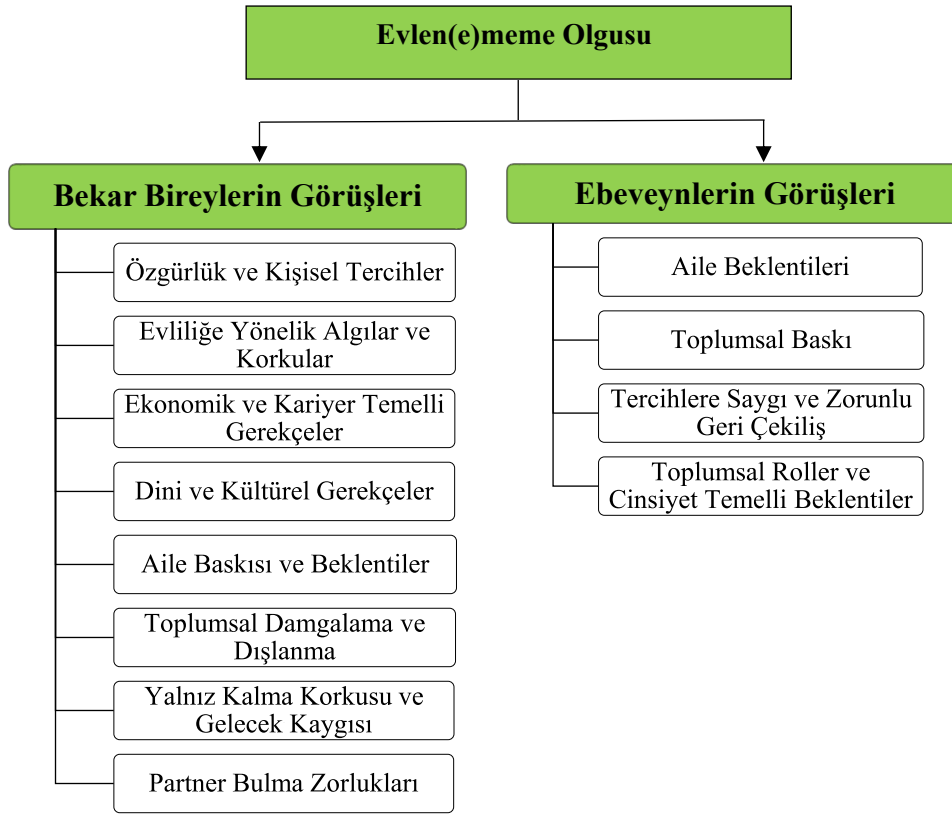 Evlen(e)meme Olgusu
Bekar Bireylerin Görüşleri
Özgürlük ve Kişisel Tercihler
Evliliğe Yönelik Algılar ve
Korkular
Ekonomik ve Kariyer Temelli
Gerekçeler
Dini ve Kültürel Gerekçeler
Aile Baskısı ve Beklentiler
Toplumsal Damgalama ve
Dışlanma
Yalnız Kalma Korkusu ve
Gelecek Kaygısı
Partner Bulma Zorlukları
Ebeveynlerin Görüşleri
Aile Beklentileri
Toplumsal Baskı
Tercihlere Saygı ve Zorunlu
Geri Çekiliş
Toplumsal Roller ve
Cinsiyet Temelli Beklentiler